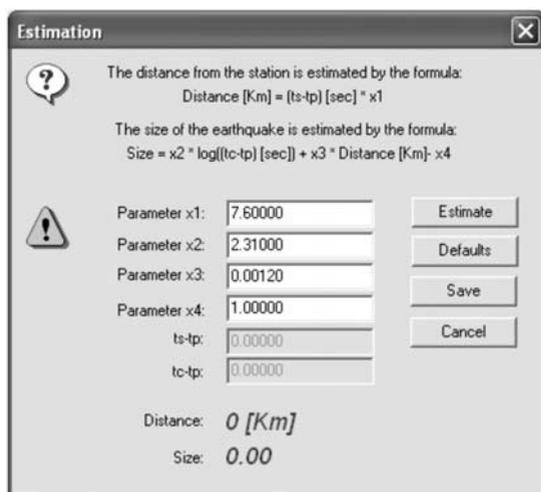 Estimation
The distance from the station is estimated by the formula:
Distance [Km] = (ts-tp) [sec] * x1
The size of the earthquake is estimated by the formula:
Size = x2 * log((tc-tp) [sec]) + x3 * Distance [Km]- x4
Parameter x1: 7.60000 Estimate
Parameter x2: 2.31000 Defaults
Parameter x3: 0.00120 Save
Parameter x4: 1.00000 Cancel
ts-tp: 0.00000
tc-tp: 0.00000
Distance: 0 [Km]
Size: 0.00